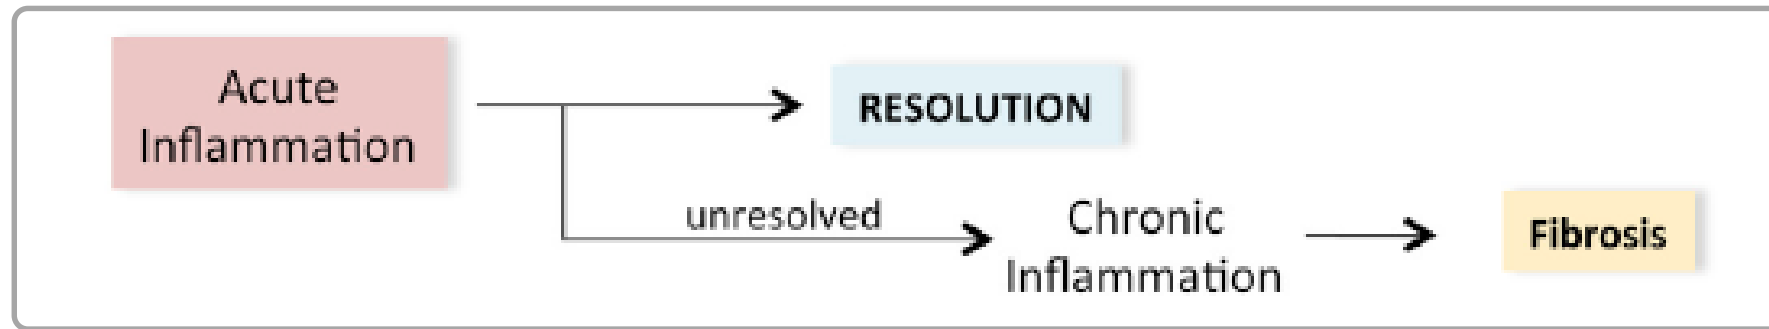 Acute
Inflammation
RESOLUTION
unresolved
Chronic
Inflammation
Fibrosis